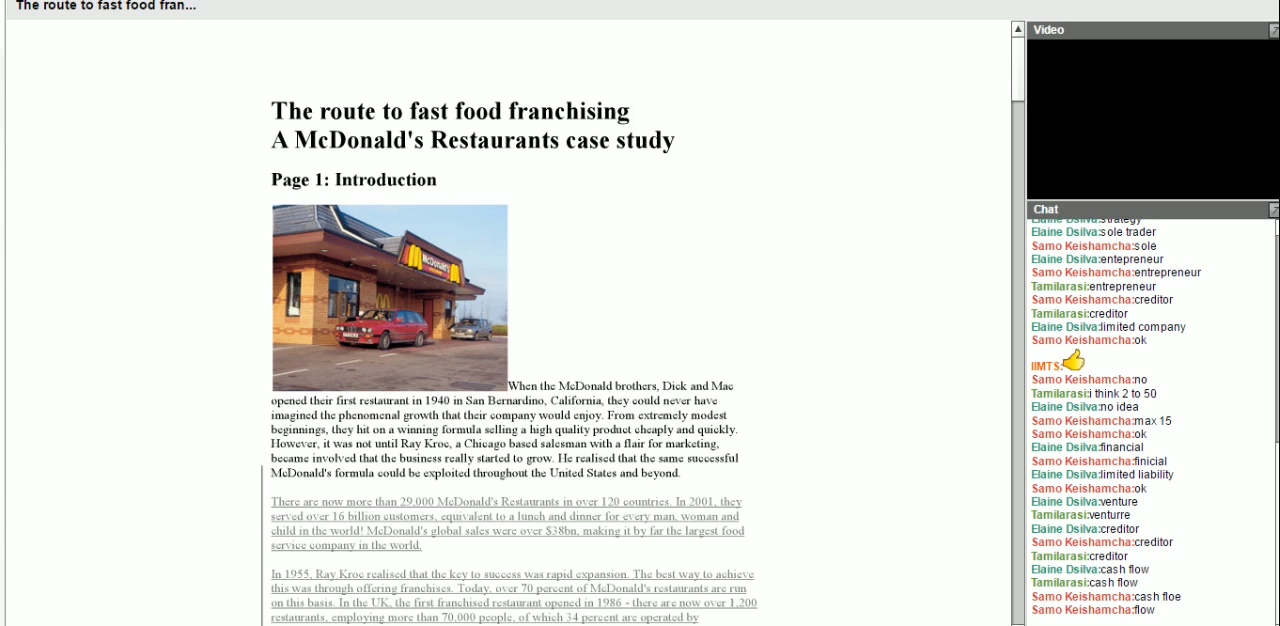 The route to fast food fran...
The route to fast food franchising
A McDonald's Restaurants case study
Page 1: Introduction
McDonald's
When the McDonald brothers, Dick and Mac
opened their first restaurant in 1940 in San Bernardino, California, they could never have
imagined the phenomenal growth that their company would enjoy. From extremely modest
beginnings, they hit on a winning formula selling a high quality product cheaply and quickly.
However, it was not until Ray Kroc, a Chicago based salesman with a flair for marketing,
became involved that the business really started to grow. He realised that the same successful
McDonald's formula could be exploited throughout the United States and beyond.
There are now more than 29,000 McDonald's Restaurants in over 120 countries. In 2001, they
served over 16 billion customers, equivalent to a lunch and dinner for every man, woman and
child in the world! McDonald's global sales were over $38bn, making it by far the largest food
service company in the world.
In 1955, Ray Kroc realised that the key to success was rapid expansion. The best way to achieve
this was through offering franchises. Today, over 70 percent of McDonald's restaurants are run
on this basis. In the UK, the first franchised restaurant opened in 1986 - there are now over 1,200
restaurants, employing more than 70,000 people, of which 34 percent are operated by
Video
Chat
Elaine Dsilva:strategy
Elaine Dsilva:sole trader
Samo Keishamcha:sole
Elaine Dsilva:entepreneur
Samo Keishamcha:entrepreneur
Tamilarasi:entrepreneur
Samo Keishamcha:creditor
Tamilarasi:creditor
Elaine Dsilva:limited company
Samo Keishamcha:ok
IIMTS:
Samo Keishamcha:no
Tamilarasi:i think 2 to 50
Elaine Dsilva:no idea
Samo Keishamcha:max 15
Samo Keishamcha:ok
Elaine Dsilva:financial
Samo Keishamcha:finicial
Elaine Dsilva:limited liability
Samo Keishamcha:ok
Elaine Dsilva:venture
Tamilarasi:venturre
Elaine Dsilva:creditor
Samo Keishamcha:creditor
Tamilarasi:creditor
Elaine Dsilva:cash flow
Tamilarasi:cash flow
Samo Keishamcha:cash floe
Samo Keishamcha:flow